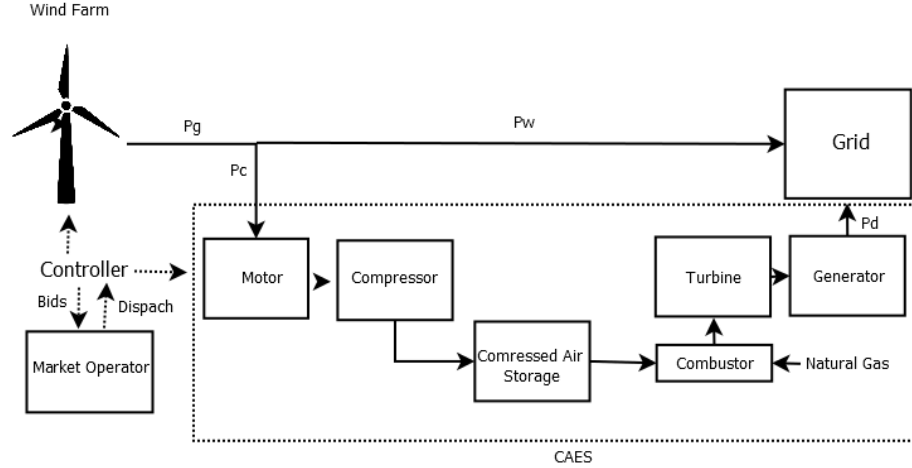 Wind Farm
Pg
Pw
Pc
Grid
Pd
Controller
Bids
Dispach
Market Operator
Motor
Compressor
Turbine
Generator
Comressed Air
Storage
Combustor
Natural Gas
CAES